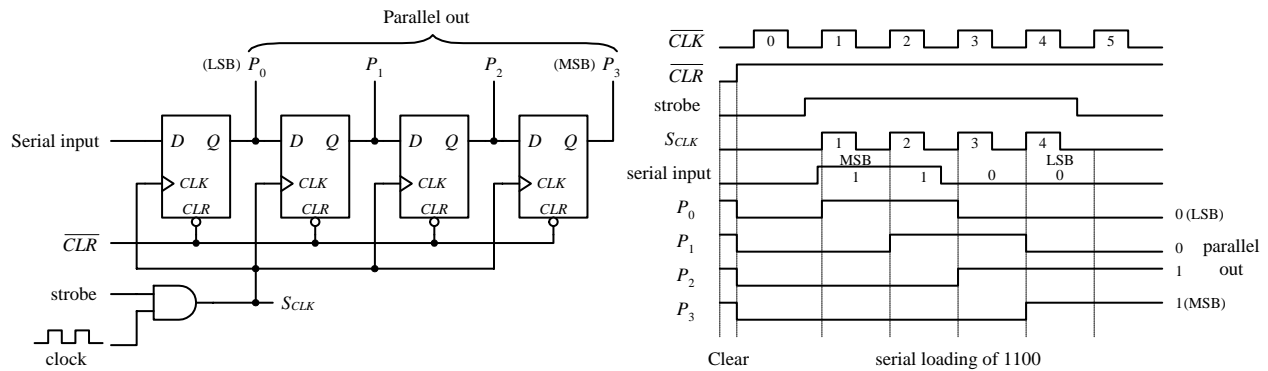 Parallel out
(LSB) P0 P1 P2 (MSB) P3
Serial input
D Q D Q D Q D Q
CLK CLK CLK CLK
CLR CLR CLR CLR
C̅L̅R̅
strobe
SCLK
clock
C̅L̅K̅ 0 1 2 3 4 5
C̅L̅R̅
strobe
SCLK 1 2 3 4
MSB LSB
serial input 1 1 0 0
P0 0 (LSB)
P1 0 parallel
P2 1 out
P3 1 (MSB)
Clear serial loading of 1100